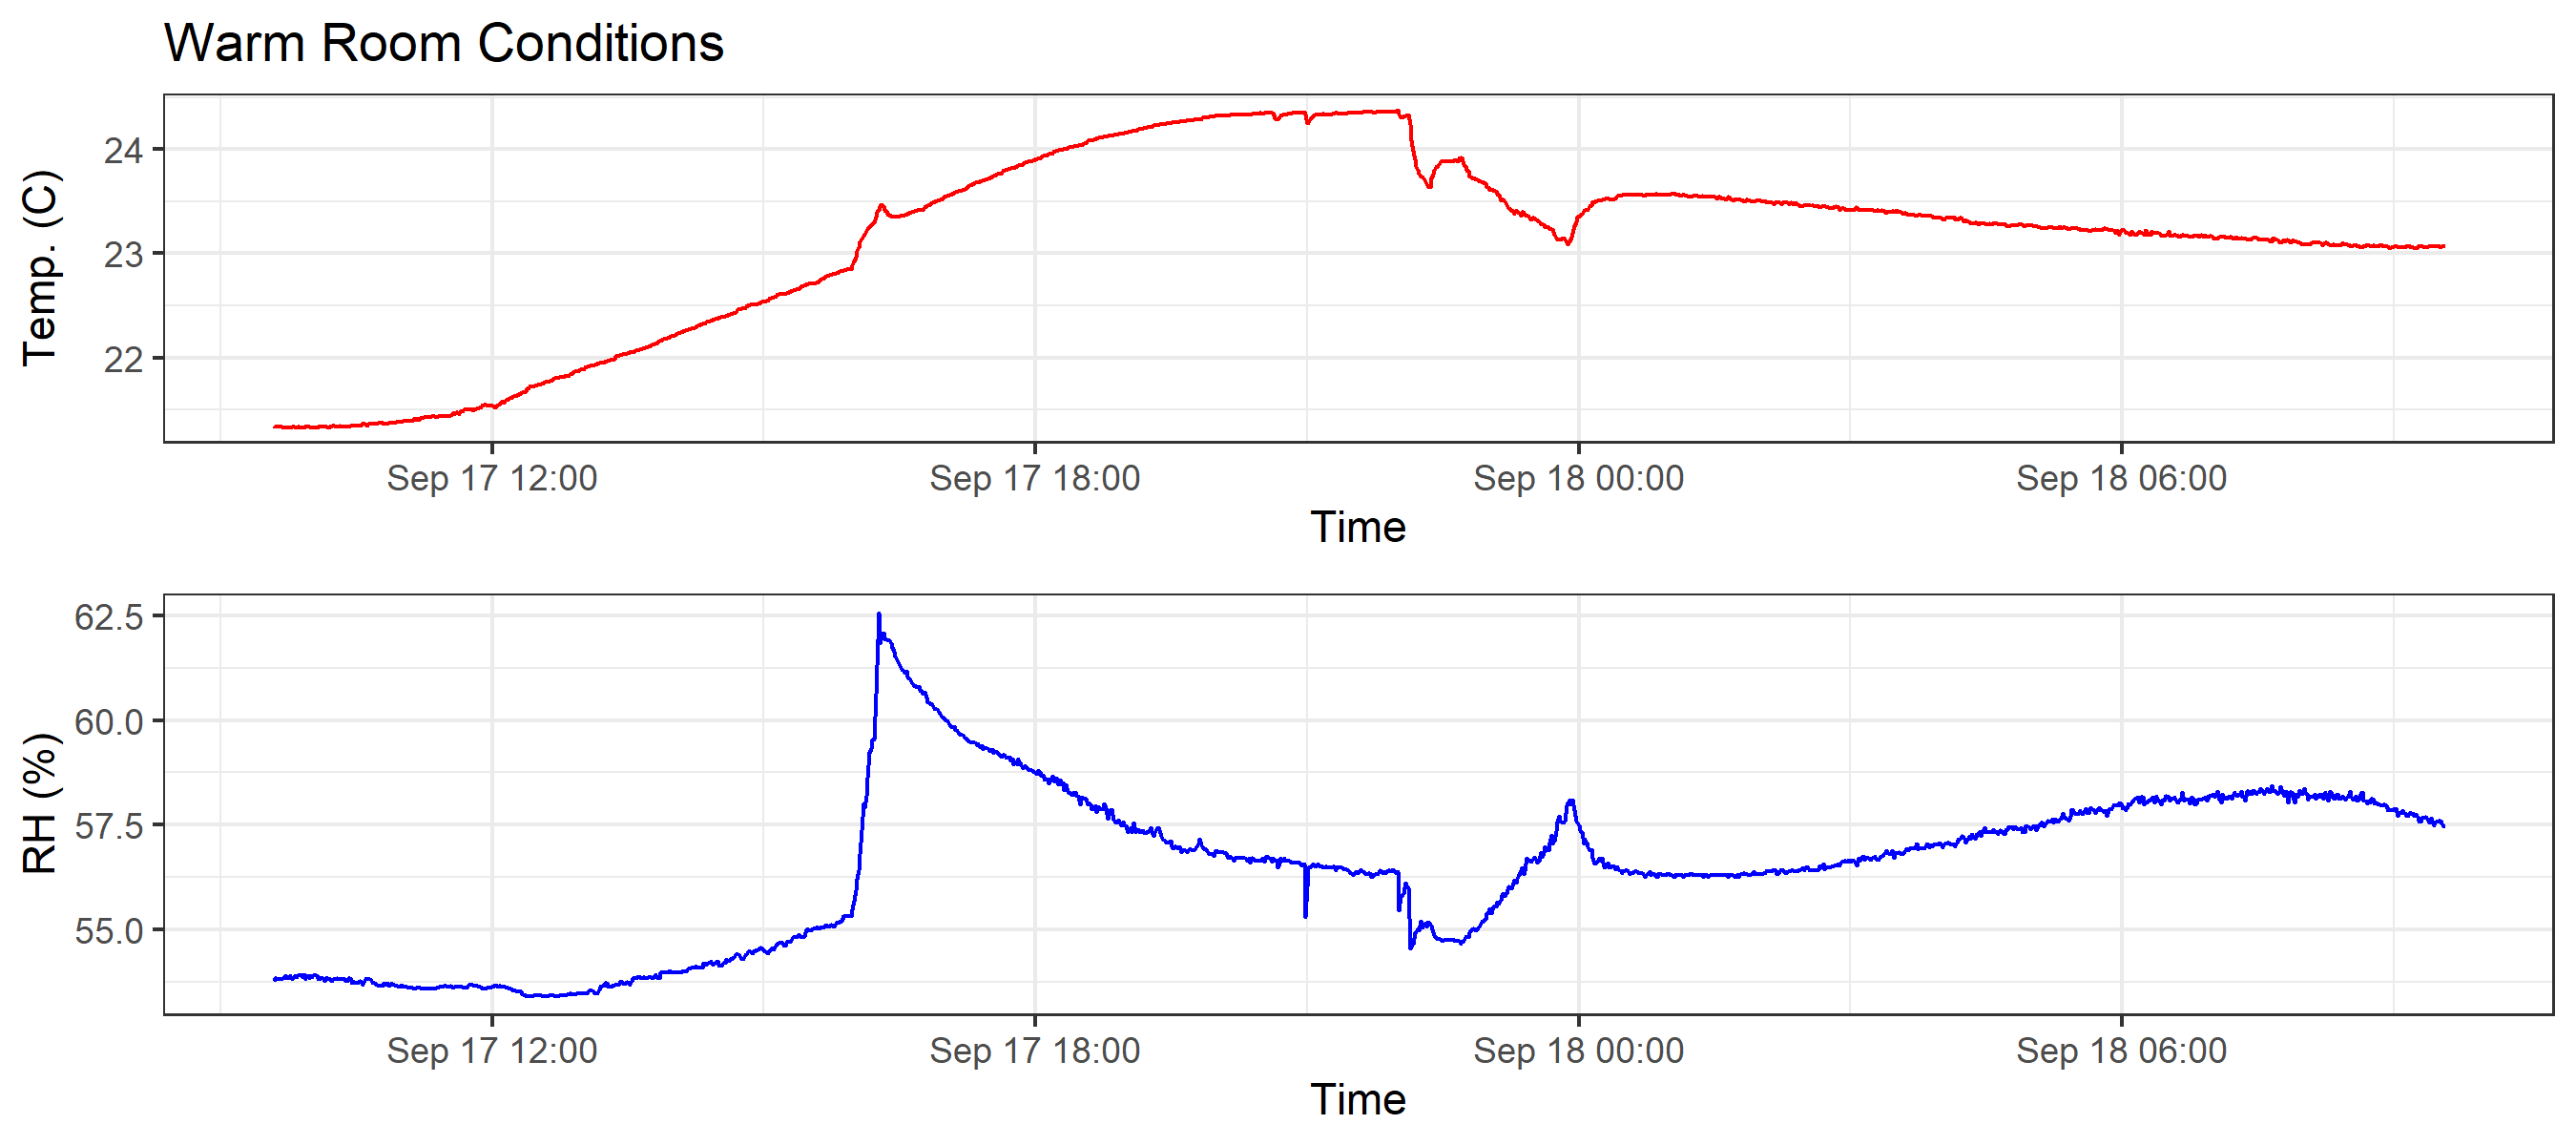 Warm Room Conditions
Temp. (C)
24
23
22
Sep 17 12:00 Sep 17 18:00 Sep 18 00:00 Sep 18 06:00
Time
RH (%)
62.5
60.0
57.5
55.0
Sep 17 12:00 Sep 17 18:00 Sep 18 00:00 Sep 18 06:00
Time